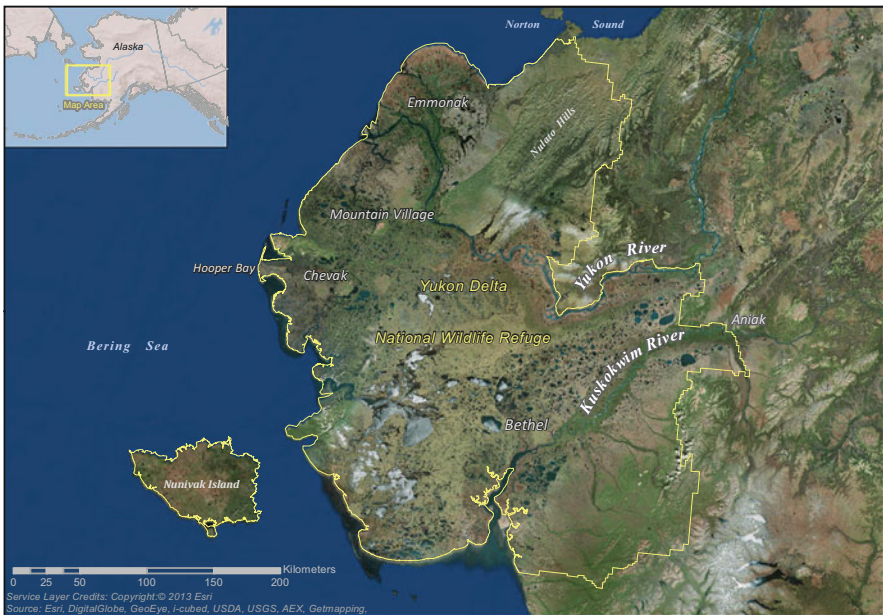 Alaska
Map Area
Norton Sound
Emmonak
Nulato Hills
Mountain Village
Hooper Bay
Chevak
Yukon River
Yukon Delta
National Wildlife Refuge
Aniak
Bering Sea
Kuskokwim River
Bethel
Nunivak Island
Kilometers
0 25 50 100 150 200
Service Layer Credits: Copyright:© 2013 Esri
Source: Esri, DigitalGlobe, GeoEye, i-cubed, USDA, USGS, AEX, Getmapping,